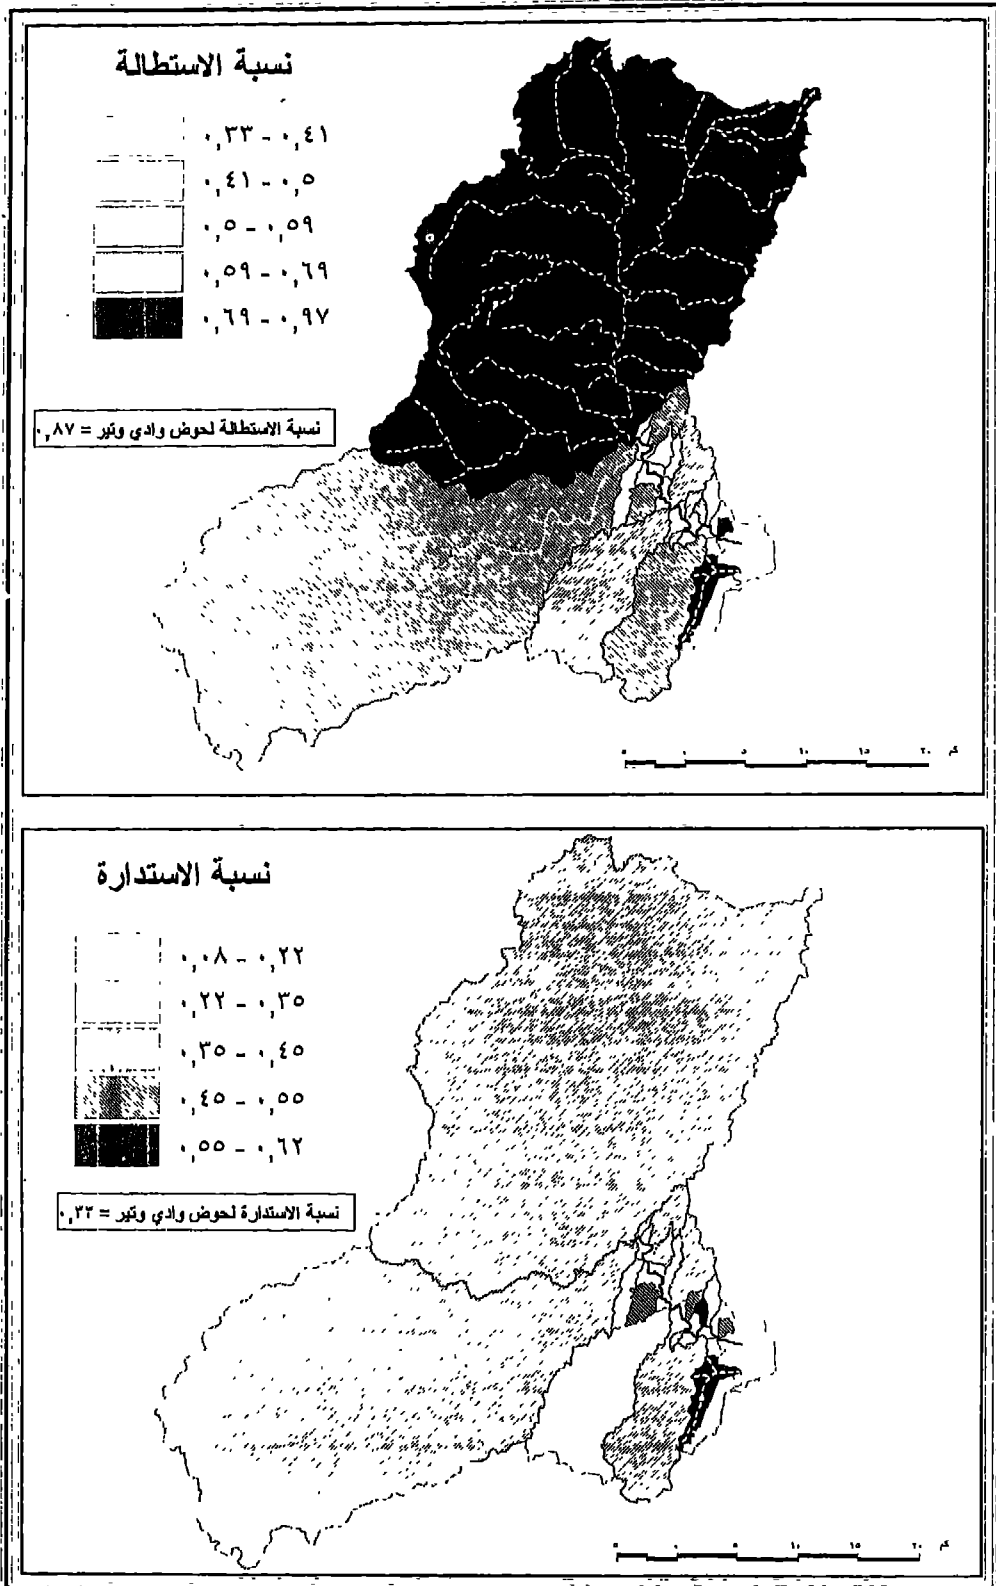 نسبة الاستطالة
٠,٣٣ - ٠,٤١
٠,٤١ - ٠,٥
٠,٥ - ٠,٥٩
٠,٥٩ - ٠,٦٩
٠,٦٩ - ٠,٩٧
نسبة الاستطالة لحوض وادي وتير = ٠,٨٧
٥ ٠ ٥ ١٠ ١٥ ٢٠ كم
نسبة الاستدارة
٠,٠٨ - ٠,٢٢
٠,٢٢ - ٠,٣٥
٠,٣٥ - ٠,٤٥
٠,٤٥ - ٠,٥٥
٠,٥٥ - ٠,٦٢
نسبة الاستدارة لحوض وادي وتير = ٠,٣٣
٥ ٠ ٥ ١٠ ١٥ ٢٠ كم